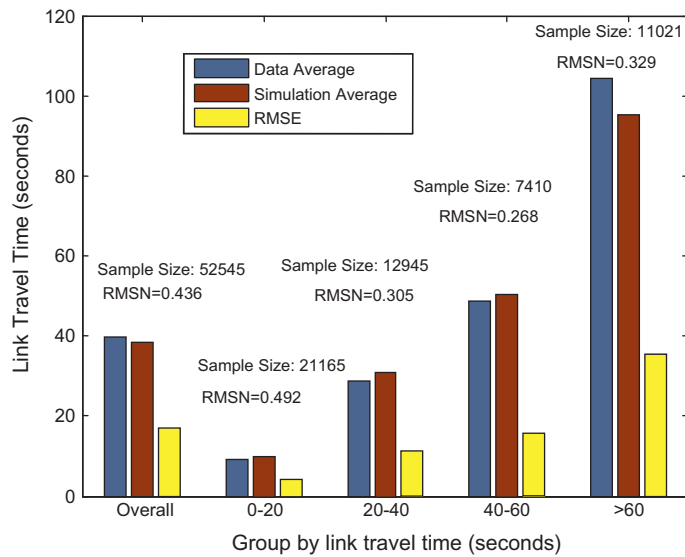 120
100
80
60
40
20
0
Link Travel Time (seconds)
Data Average
Simulation Average
RMSE
Sample Size: 52545
RMSN=0.436
Sample Size: 21165
RMSN=0.492
Sample Size: 12945
RMSN=0.305
Sample Size: 7410
RMSN=0.268
Sample Size: 11021
RMSN=0.329
Overall 0-20 20-40 40-60 >60
Group by link travel time (seconds)